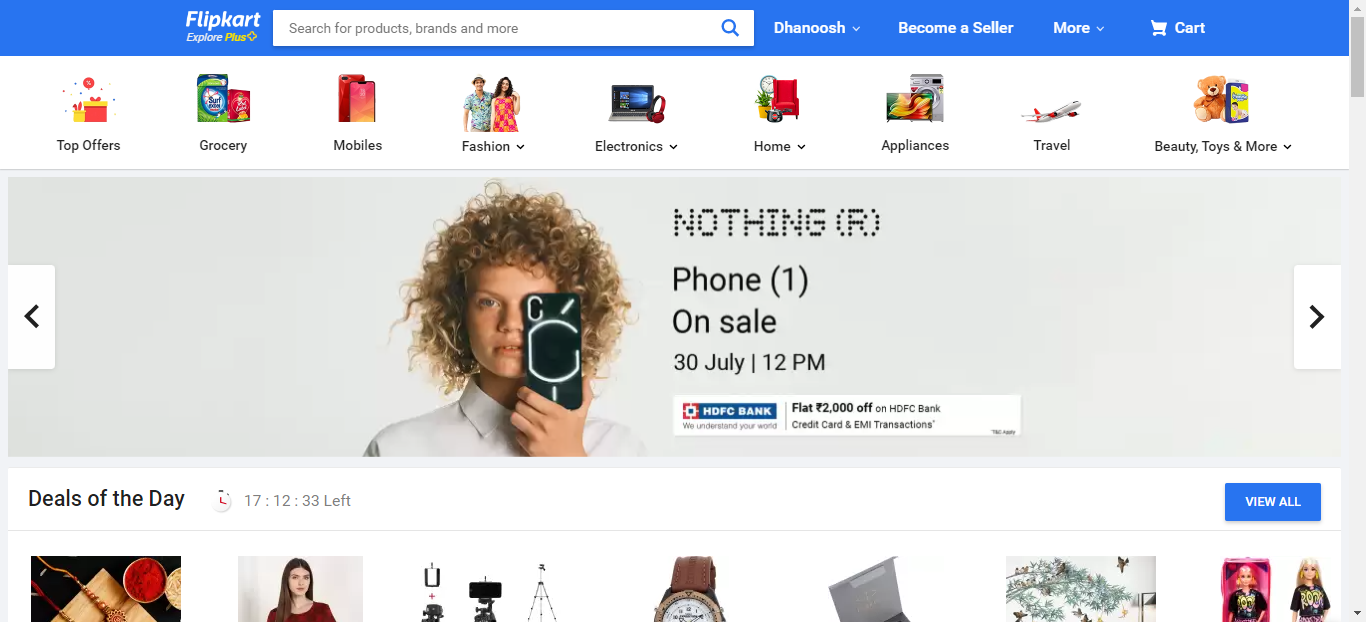 Flipkart
Explore Plus
Search for products, brands and more
Dhanoosh
Become a Seller
More
Cart
Top Offers
Grocery
Mobiles
Fashion
Electronics
Home
Appliances
Travel
Beauty, Toys & More
NOTHING (R)
Phone (1)
On sale
30 July | 12 PM
HDFC BANK
We understand your world
Flat ₹2,000 off on HDFC Bank
Credit Card & EMI Transactions*
*T&C Apply
Deals of the Day
17 : 12 : 33 Left
VIEW ALL